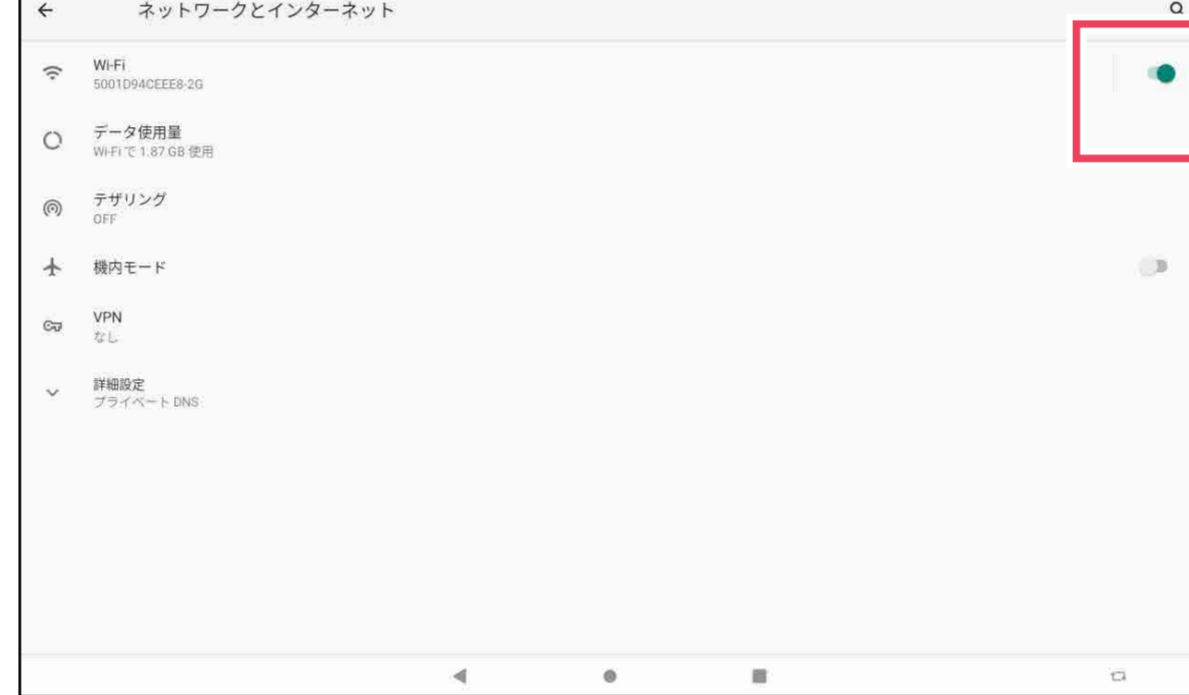 ネットワークとインターネット
Wi-Fi
5001D94CEEE8-2G
データ使用量
Wi-Fi で 1.87 GB 使用
テザリング
OFF
機内モード
VPN
なし
詳細設定
プライベート DNS